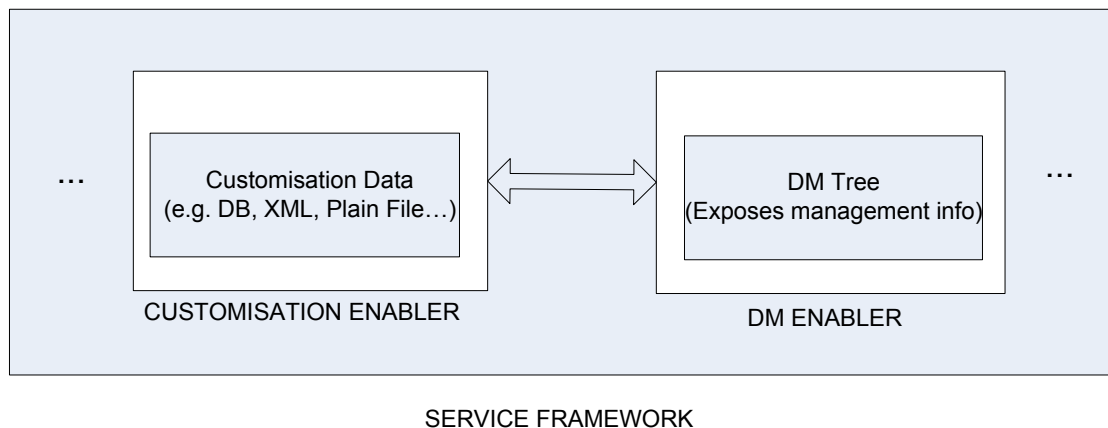 ...
Customisation Data
(e.g. DB, XML, Plain File…)
CUSTOMISATION ENABLER
DM Tree
(Exposes management info)
DM ENABLER
...
SERVICE FRAMEWORK